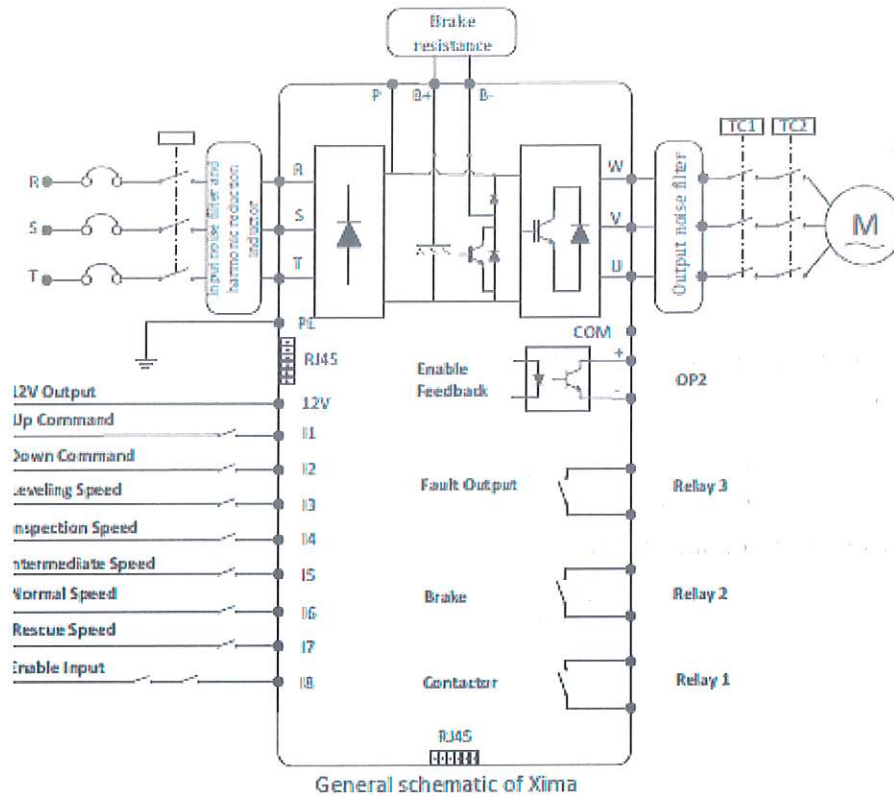 Brake
resistance
P
B+
B-
TC1
TC2
Input noise filter and
harmonic reduction
inductor
Output noise filter
R
R
W
S
S
V
M
T
T
U
PE
COM
RJ45
Enable
Feedback
+
-
OP2
12V Output
12V
Up Command
I1
Down Command
I2
Leveling Speed
I3
Fault Output
Relay 3
Inspection Speed
I4
Intermediate Speed
I5
Normal Speed
I6
Brake
Relay 2
Rescue Speed
I7
Enable Input
I8
Contactor
Relay 1
RJ45
General schematic of Xima